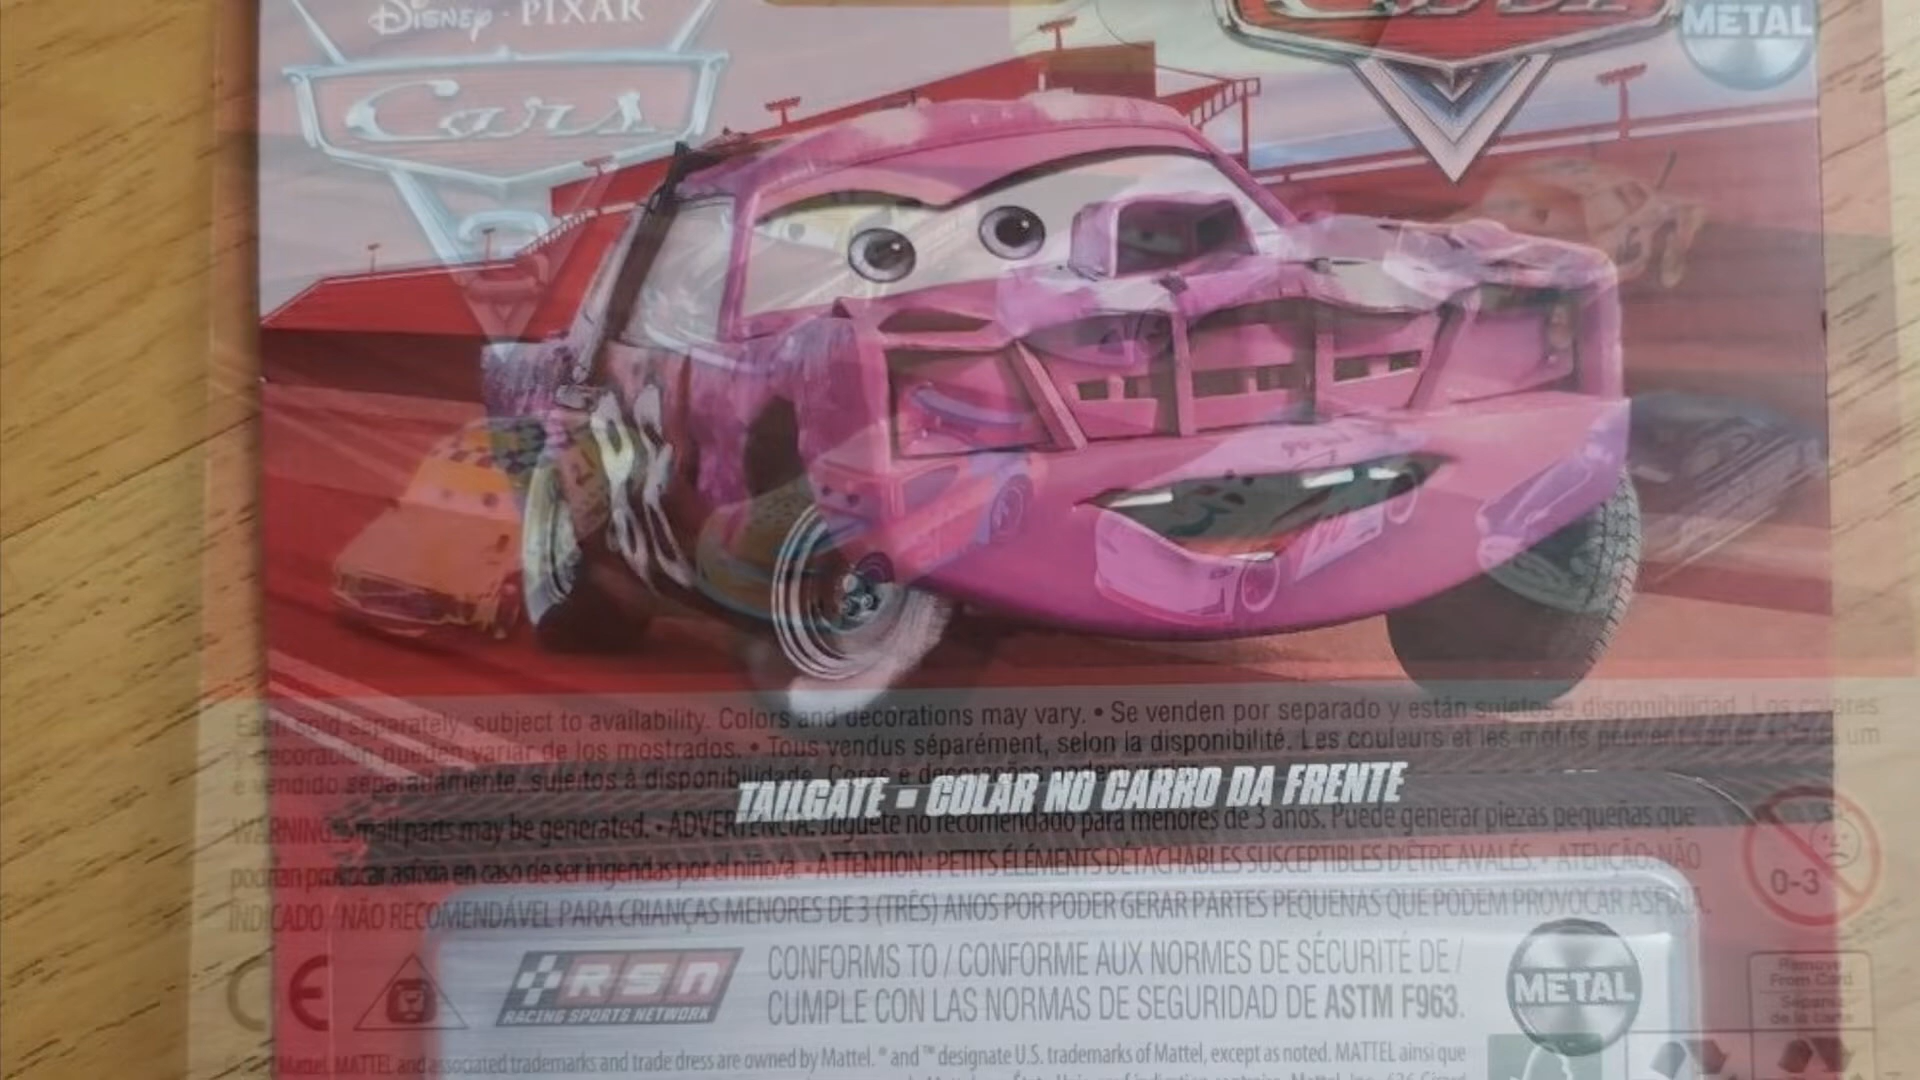 DISNEY · PIXAR
Cars
METAL
Each sold separately, subject to availability. Colors and decorations may vary. • Se venden por separado y están sujetos a disponibilidad. Los colores
y decoración pueden variar de los mostrados. • Tous vendus séparément, selon la disponibilité. Les couleurs et les motifs peuvent varier. • Cada um
é vendido separadamente, sujeitos à disponibilidade. Cores e decorações podem variar.
TAILGATE - COLAR NO CARRO DA FRENTE
WARNING: Small parts may be generated. • ADVERTENCIA: Juguete no recomendado para menores de 3 anos. Puede generar piezas pequeñas que
podrían provocar asfixia en caso de ser ingeridas por el niño/a • ATTENTION : PETITS ÉLÉMENTS DÉTACHABLES SUSCEPTIBLES D'ÊTRE AVALÉS. • ATENÇÃO: NÃO
INDICADO / NÃO RECOMENDÁVEL PARA CRIANÇAS MENORES DE 3 (TRÊS) ANOS POR PODER GERAR PARTES PEQUENAS QUE PODEM PROVOCAR ASFIXIA.
0-3
CE
RSN
RACING SPORTS NETWORK
CONFORMS TO / CONFORME AUX NORMES DE SÉCURITÉ DE /
CUMPLE CON LAS NORMAS DE SEGURIDAD DE ASTM F963.
METAL
Remove
From Card
Separa
de la carte
Mattel. MATTEL and associated trademarks and trade dress are owned by Mattel. ® and ™ designate U.S. trademarks of Mattel, except as noted. MATTEL ainsi que